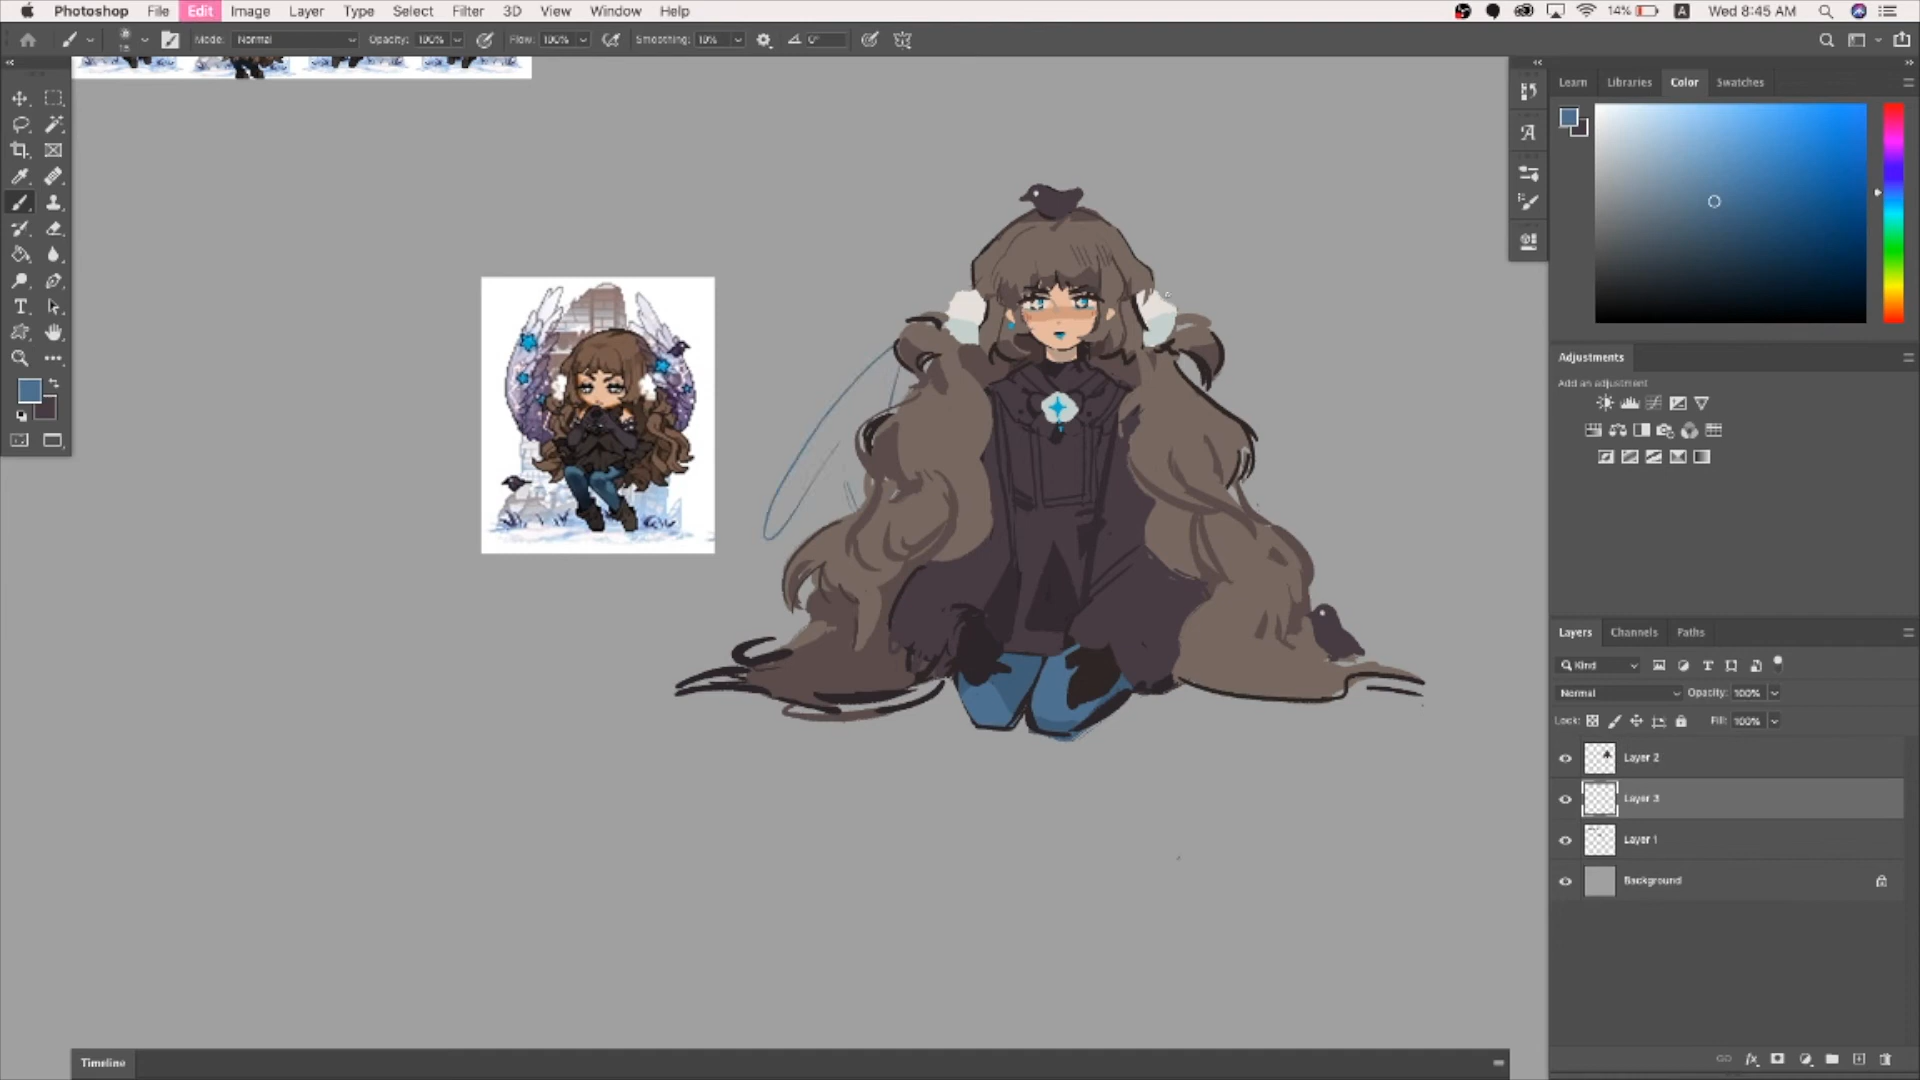 Photoshop File Edit Image Layer Type Select Filter 3D View Window Help 14% A Wed 8:45 AM
15 Mode: Normal Opacity: 100% Flow: 100% Smoothing: 10% 0°
Learn Libraries Color Swatches
Adjustments
Add an adjustment
Layers Channels Paths
Kind
Normal Opacity: 100%
Lock: Fill: 100%
Layer 2
Layer 3
Layer 1
Background
Timeline